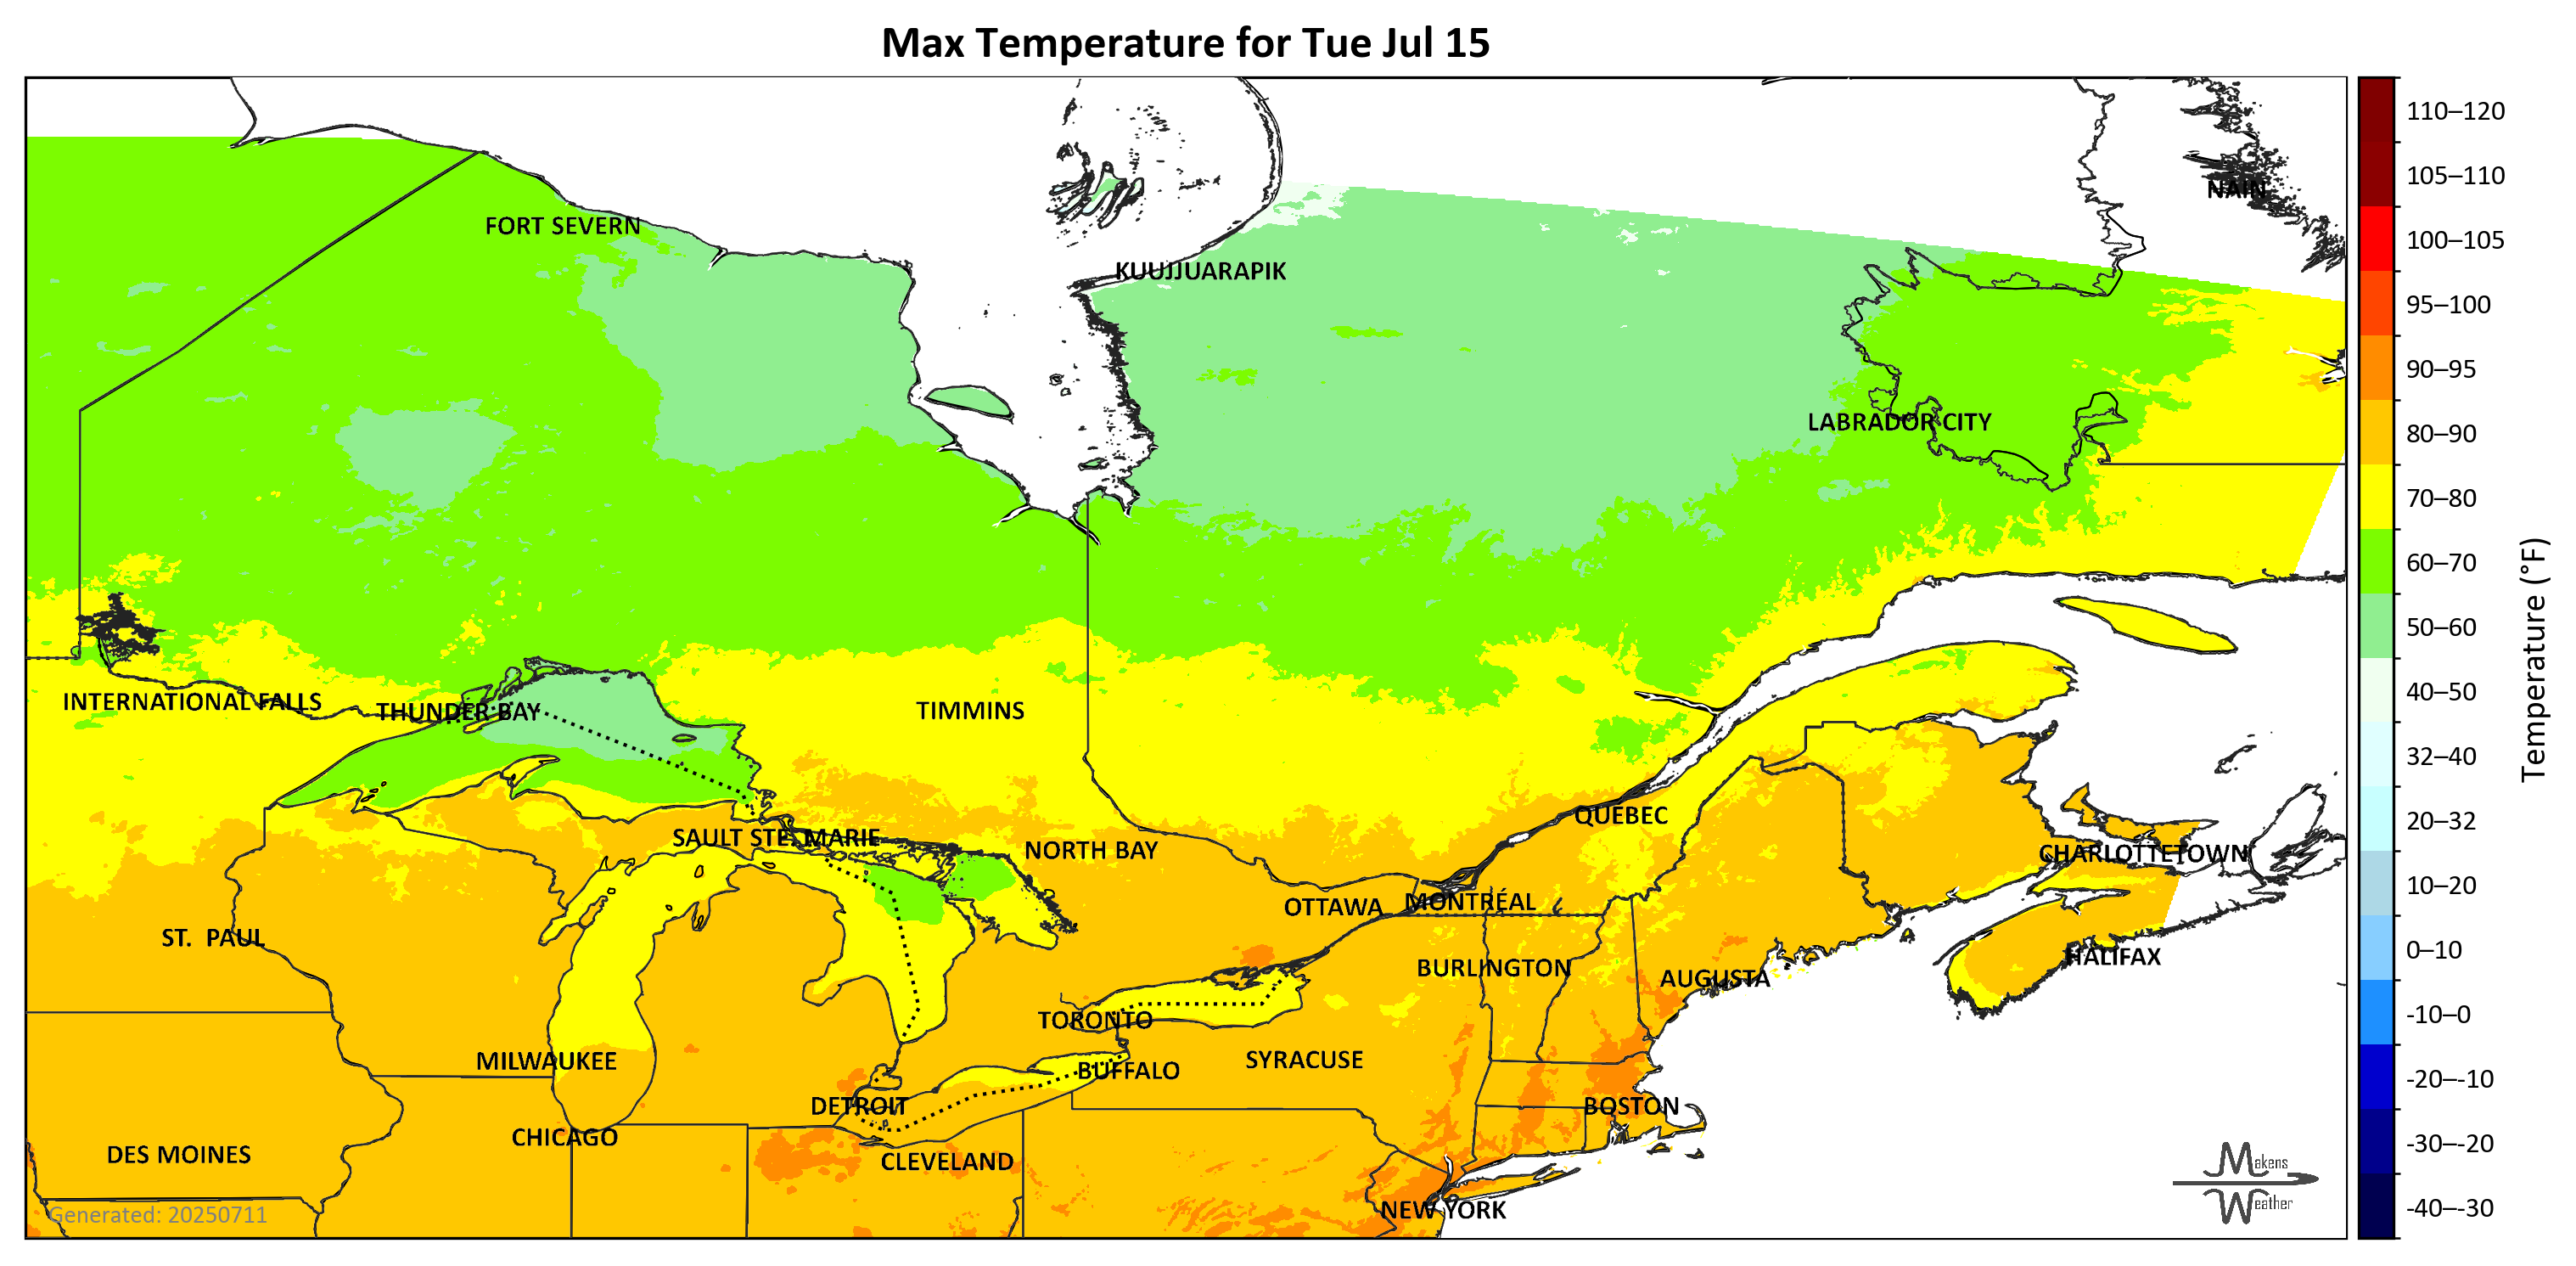 Max Temperature for Tue Jul 15
110–120
105–110
NAIN
FORT SEVERN
100–105
KUUJJUARAPIK
95–100
90–95
LABRADOR CITY
80–90
70–80
60–70
50–60
Temperature (°F)
40–50
INTERNATIONAL FALLS
THUNDER BAY
TIMMINS
32–40
QUEBEC
20–32
SAULT STE. MARIE
NORTH BAY
CHARLOTTETOWN
10–20
OTTAWA
MONTRÉAL
ST. PAUL
0–10
BURLINGTON
AUGUSTA
HALIFAX
-10–0
TORONTO
MILWAUKEE
BUFFALO
SYRACUSE
-20–-10
DETROIT
BOSTON
CHICAGO
-30–-20
DES MOINES
CLEVELAND
Makens
Weather
NEW YORK
-40–-30
Generated: 20250711